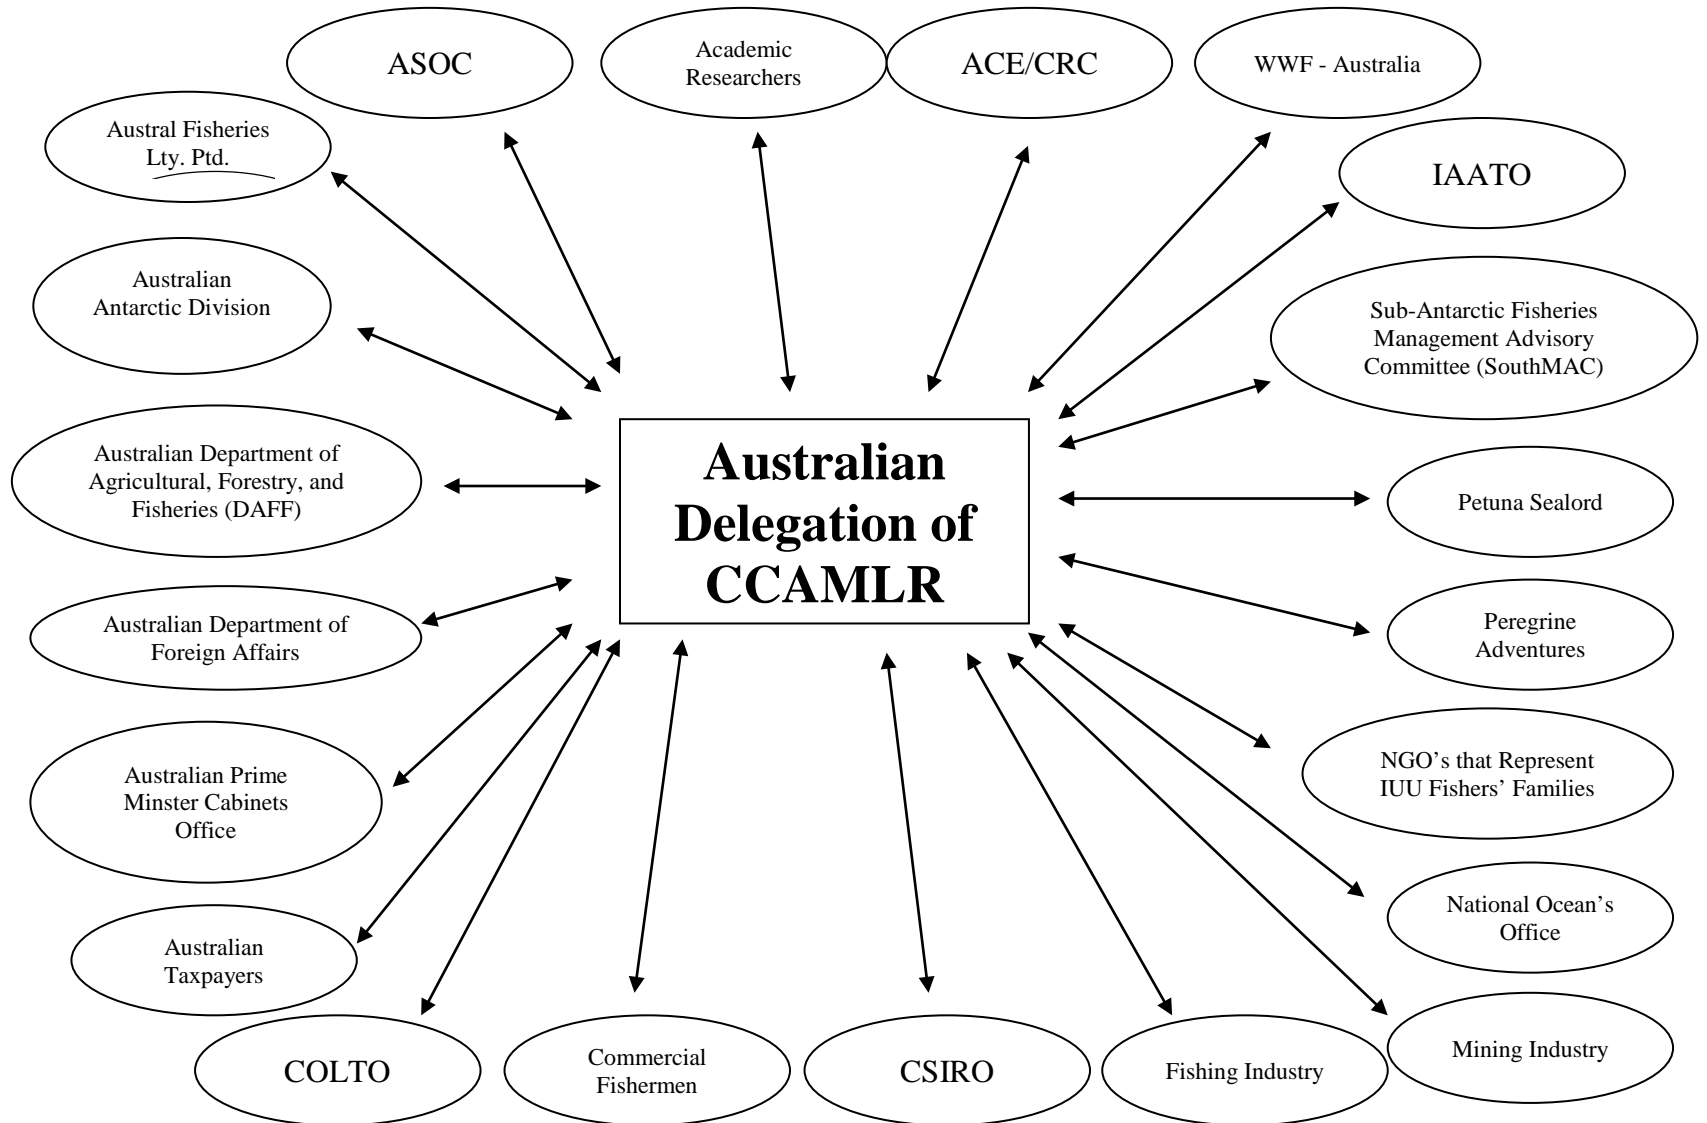 ASOC
Academic
Researchers
ACE/CRC
WWF - Australia
Austral Fisheries
Lty. Ptd.
IAATO
Australian
Antarctic Division
Sub-Antarctic Fisheries
Management Advisory
Committee (SouthMAC)
Australian Department of
Agricultural, Forestry, and
Fisheries (DAFF)
Australian
Delegation of
CCAMLR
Petuna Sealord
Australian Department of
Foreign Affairs
Peregrine
Adventures
Australian Prime
Minster Cabinets
Office
NGO’s that Represent
IUU Fishers’ Families
Australian
Taxpayers
National Ocean’s
Office
COLTO
Commercial
Fishermen
CSIRO
Fishing Industry
Mining Industry